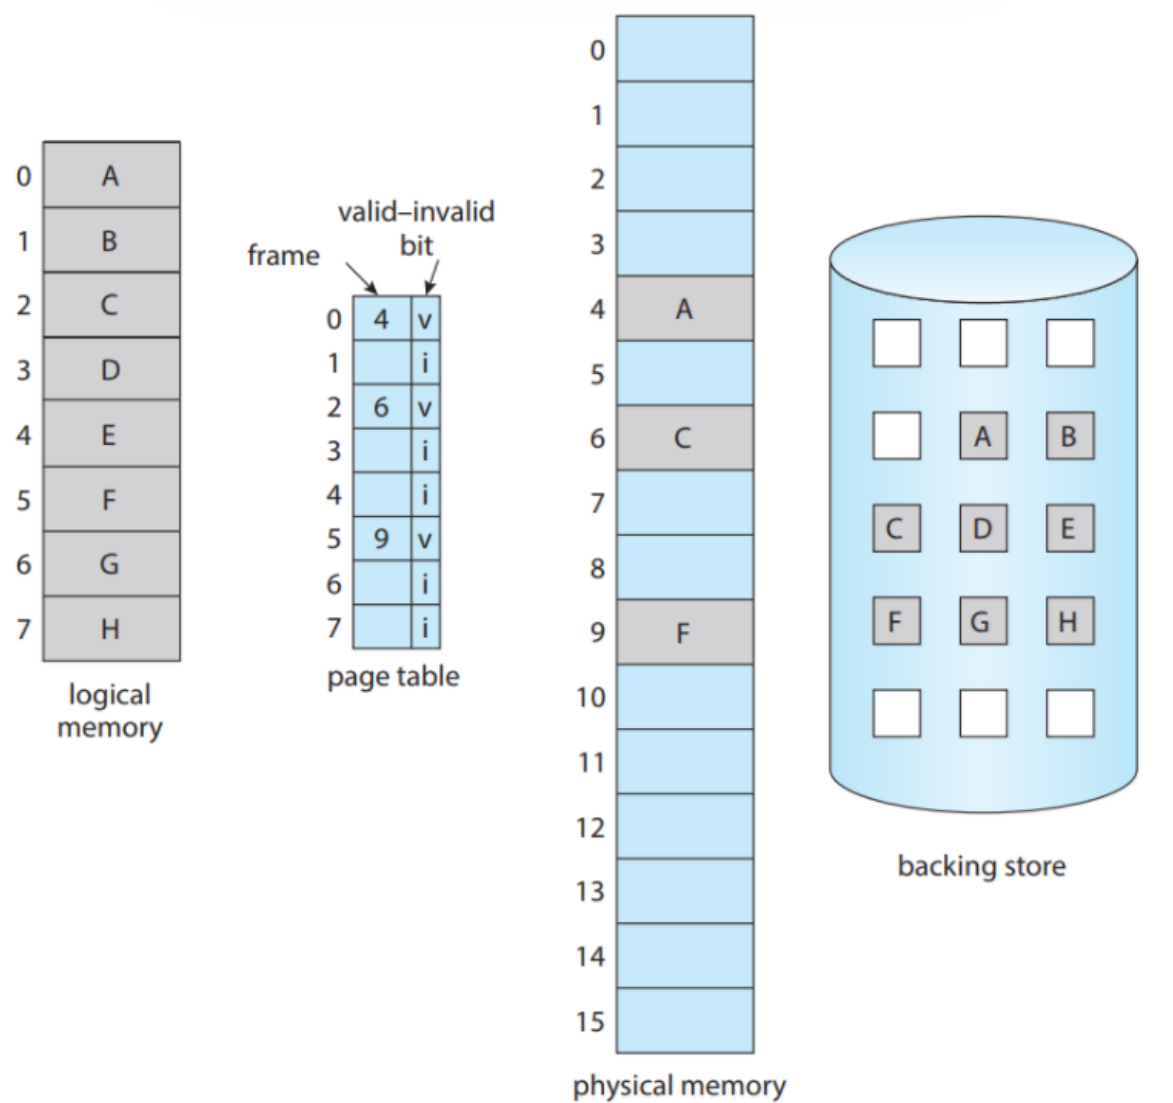 0 A
1 B
2 C
3 D
4 E
5 F
6 G
7 H
logical
memory
valid–invalid
bit
frame
0 4 v
1 i
2 6 v
3 i
4 i
5 9 v
6 i
7 i
page table
0
1
2
3
4 A
5
6 C
7
8
9 F
10
11
12
13
14
15
physical memory
A B
C D E
F G H
backing store